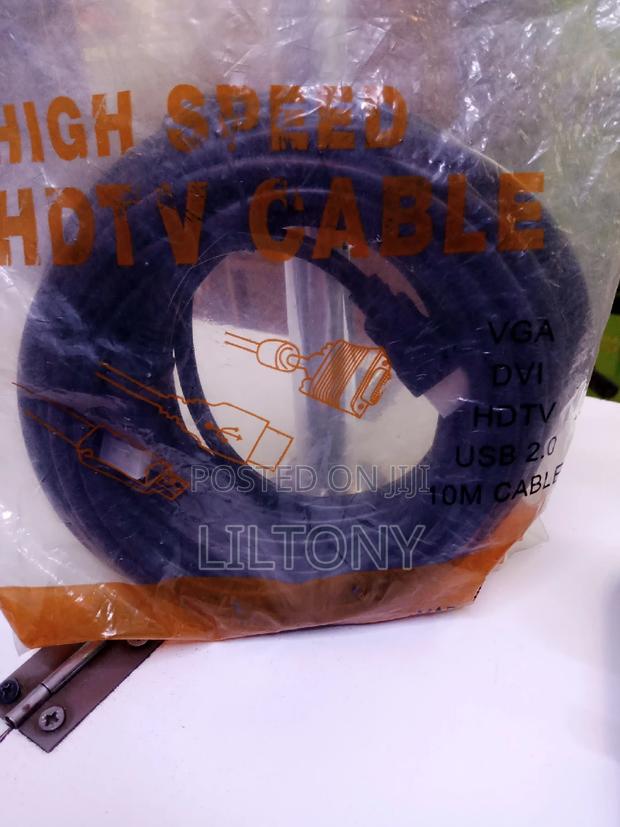 HIGH SPEED
HDTV CABLE
VGA
DVI
HDTV
USB 2.0
10M CABLE
POSTED ON JIJI
LILTONY